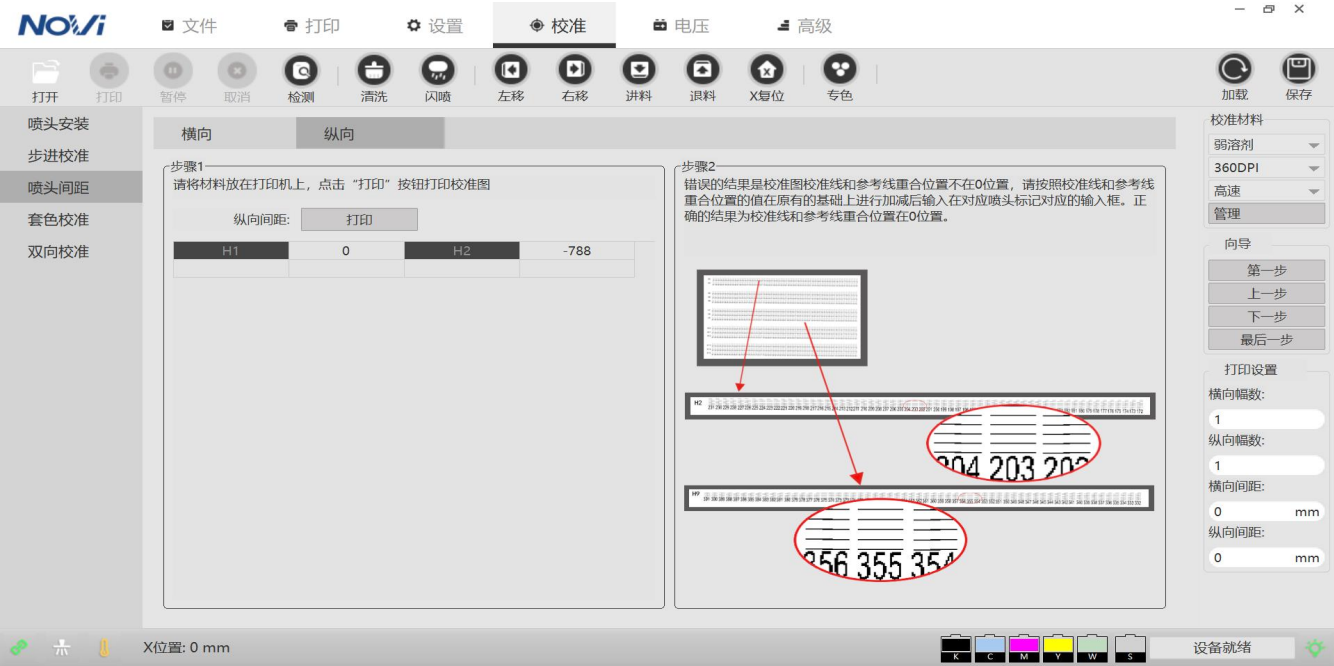 NOVi
文件
打印
设置
校准
电压
高级
打开
打印
暂停
取消
检测
清洗
闪喷
左移
右移
进料
退料
X复位
专色
加载
保存
喷头安装
步进校准
喷头间距
套色校准
双向校准
横向
纵向
步骤1
请将材料放在打印机上，点击“打印”按钮打印校准图
纵向间距:
打印
H1 0 H2 -788
步骤2
错误的结果是校准图校准线和参考线重合位置不在0位置，请按照校准线和参考线
重合位置的值在原有的基础上进行加减后输入在对应喷头标记对应的输入框。正
确的结果为校准线和参考线重合位置在0位置。
H2
204 203 202
H9
356 355 354
校准材料
弱溶剂
360DPI
高速
管理
向导
第一步
上一步
下一步
最后一步
打印设置
横向幅数:
1
纵向幅数:
1
横向间距:
0 mm
纵向间距:
0 mm
X位置: 0 mm
K
C
M
Y
W
S
设备就绪